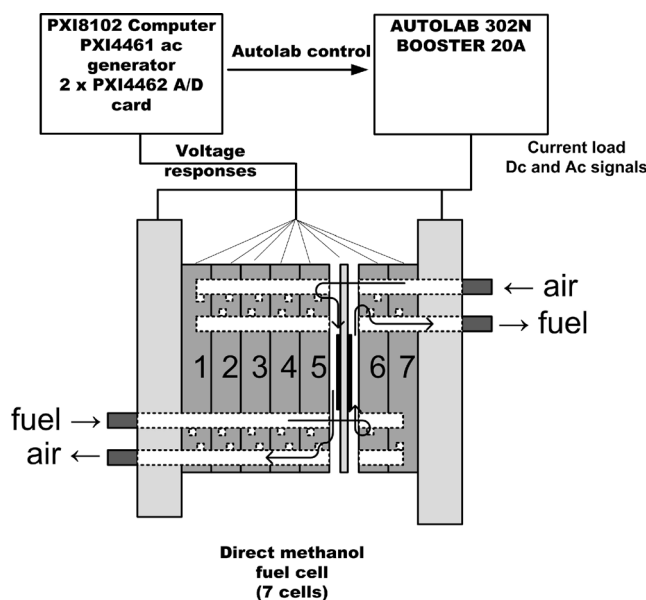 PXI8102 Computer
PXI4461 ac
generator
2 x PXI4462 A/D
card
Autolab control
AUTOLAB 302N
BOOSTER 20A
Voltage
responses
Current load
Dc and Ac signals
← air
→ fuel
1 2 3 4 5 6 7
fuel →
air ←
Direct methanol
fuel cell
(7 cells)